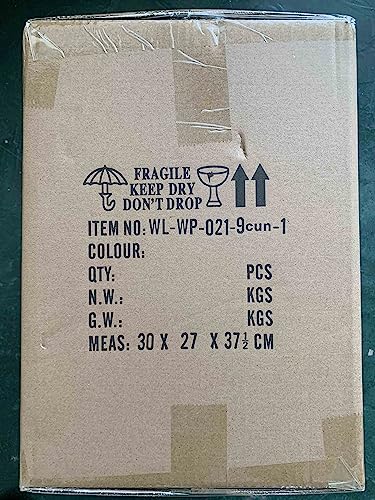 FRAGILE
KEEP DRY
DON'T DROP
ITEM NO: WL-WP-021-9cun-1
COLOUR:
QTY: PCS
N.W.: KGS
G.W.: KGS
MEAS: 30 X 27 X 37½ CM